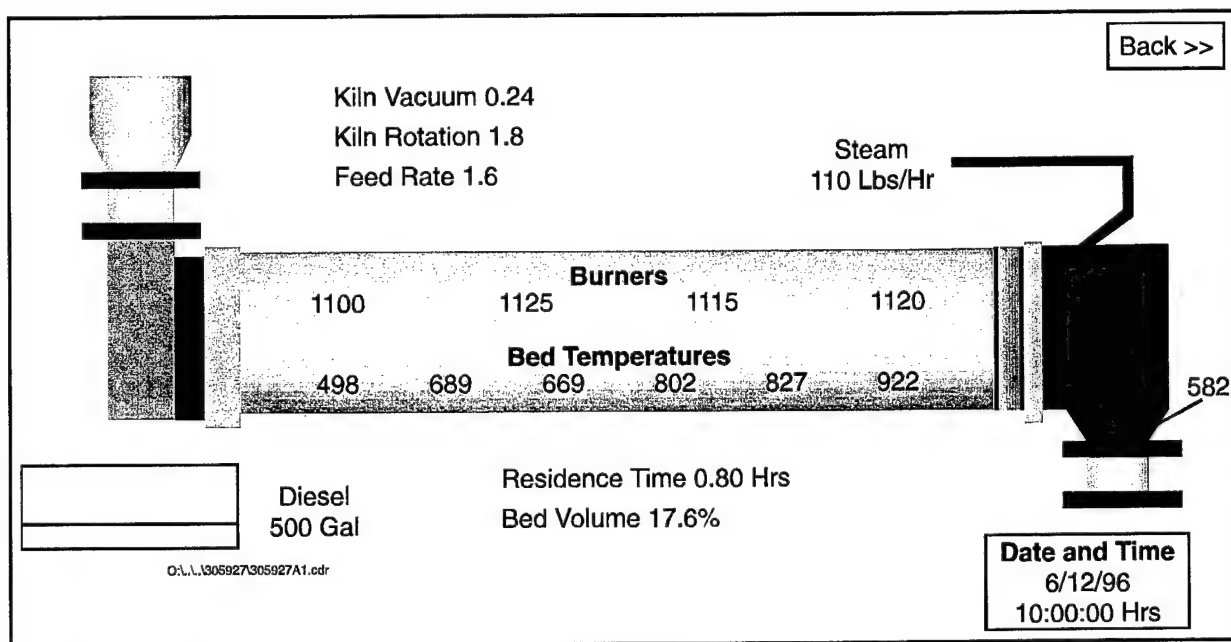 Back >>
Kiln Vacuum 0.24
Kiln Rotation 1.8
Feed Rate 1.6
Steam
110 Lbs/Hr
Burners
1100 1125 1115 1120
Bed Temperatures
498 689 669 802 827 922
582
Residence Time 0.80 Hrs
Bed Volume 17.6%
Diesel
500 Gal
O:\..\..\305927\305927A1.cdr
Date and Time
6/12/96
10:00:00 Hrs